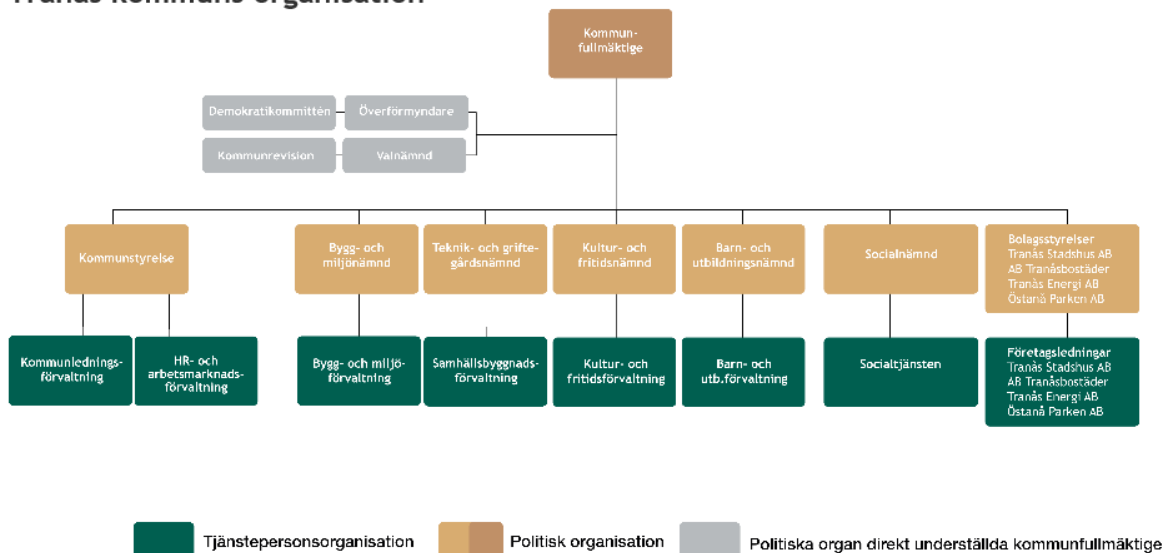 Tranås kommuns organisation
Kommun-
fullmäktige
Demokratikommittén
Överförmyndare
Kommunrevision
Valnämnd
Kommunstyrelse
Bygg- och
miljönämnd
Teknik- och grifte-
gårdsnämnd
Kultur- och
fritidsnämnd
Barn- och
utbildningsnämnd
Socialnämnd
Bolagsstyrelser
Tranås Stadshus AB
AB Tranåsbostäder
Tranås Energi AB
Östanå Parken AB
Kommunlednings-
förvaltning
HR- och
arbetsmarknads-
förvaltning
Bygg- och miljö-
förvaltning
Samhällsbyggnads-
förvaltning
Kultur- och
fritidsförvaltning
Barn- och
utb.förvaltning
Socialtjänsten
Företagsledningar
Tranås Stadshus AB
AB Tranåsbostäder
Tranås Energi AB
Östanå Parken AB
Tjänstepersonsorganisation
Politisk organisation
Politiska organ direkt underställda kommunfullmäktige